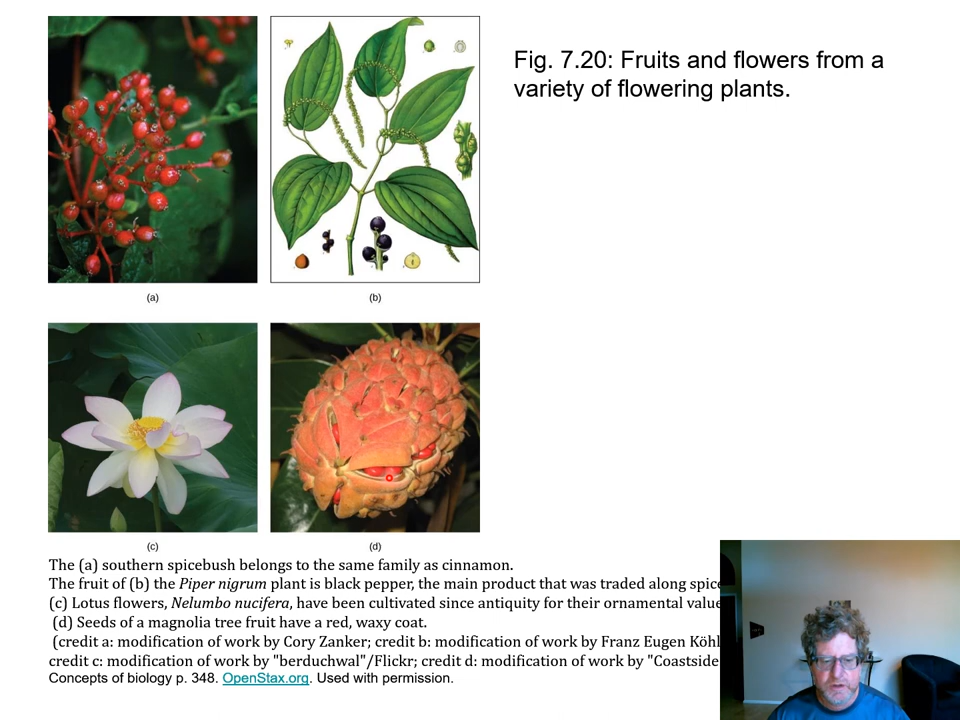 Fig. 7.20: Fruits and flowers from a
variety of flowering plants.
(a)
(b)
(c)
(d)
The (a) southern spicebush belongs to the same family as cinnamon.
The fruit of (b) the Piper nigrum plant is black pepper, the main product that was traded along spice
(c) Lotus flowers, Nelumbo nucifera, have been cultivated since antiquity for their ornamental value
(d) Seeds of a magnolia tree fruit have a red, waxy coat.
(credit a: modification of work by Cory Zanker; credit b: modification of work by Franz Eugen Köhl
credit c: modification of work by "berduchwal"/Flickr; credit d: modification of work by "Coastside
Concepts of biology p. 348. OpenStax.org. Used with permission.